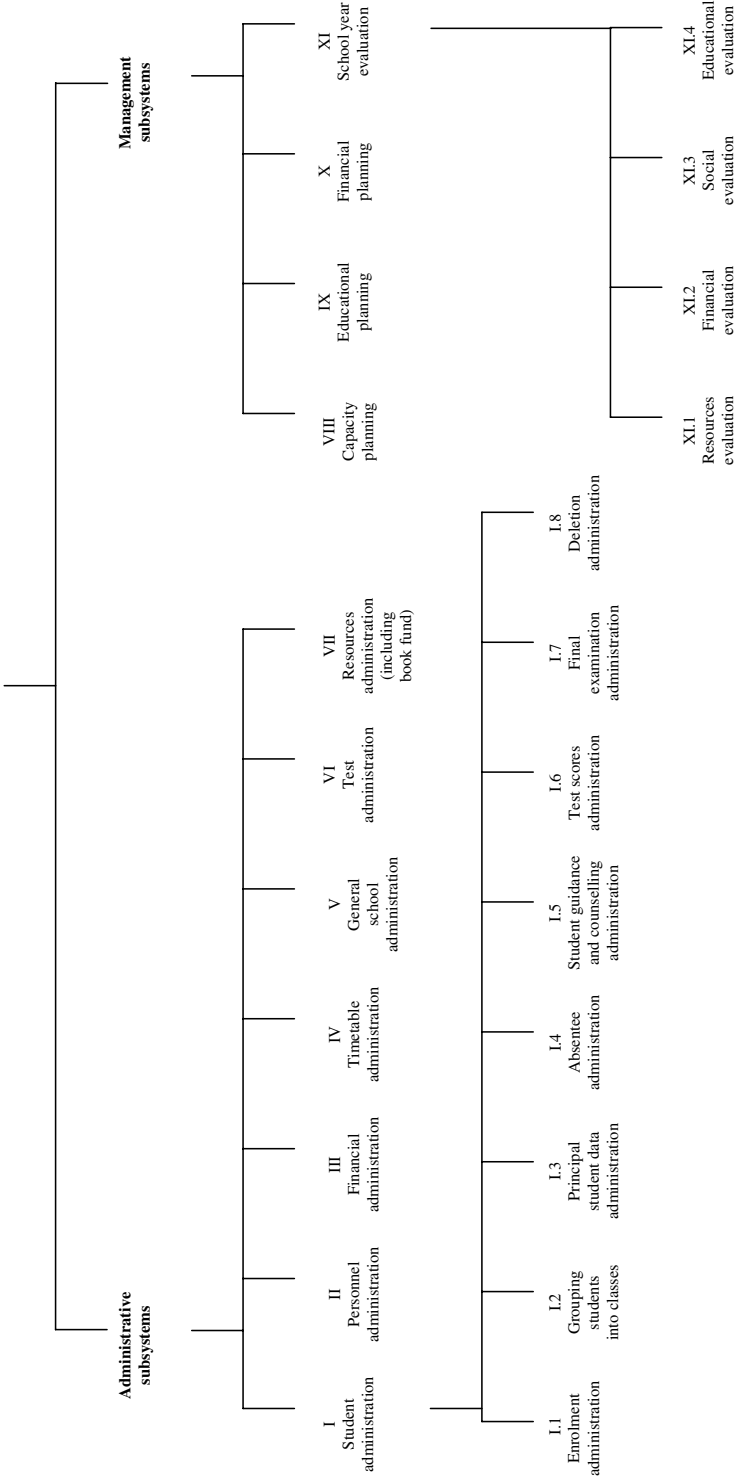 Administrative
subsystems
Management
subsystems
I
Student
administration
II
Personnel
administration
III
Financial
administration
IV
Timetable
administration
V
General
school
administration
VI
Test
administration
VII
Resources
administration
(including
book fund)
VIII
Capacity
planning
IX
Educational
planning
X
Financial
planning
XI
School year
evaluation
I.1
Enrolment
administration
I.2
Grouping
students
into classes
I.3
Principal
student data
administration
I.4
Absentee
administration
I.5
Student guidance
and counselling
administration
I.6
Test scores
administration
I.7
Final
examination
administration
I.8
Deletion
administration
XI.1
Resources
evaluation
XI.2
Financial
evaluation
XI.3
Social
evaluation
XI.4
Educational
evaluation